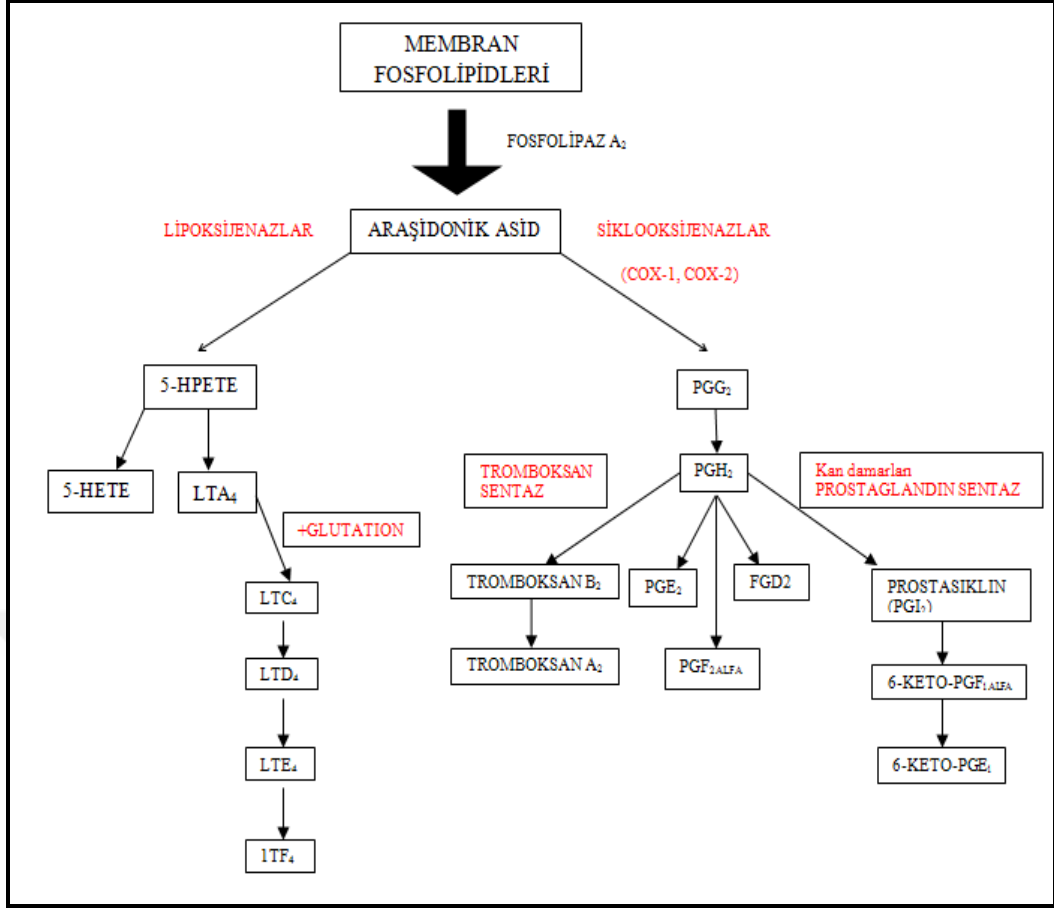 MEMBRAN
FOSFOLİPİDLERİ
FOSFOLİPAZ A₂
LİPOKSİJENAZLAR
ARAŞİDONİK ASİD
SİKLOOKSİJENAZLAR
(COX-1, COX-2)
5-HPETE
PGG₂
5-HETE
LTA₄
TROMBOKSAN
SENTAZ
PGH₂
Kan damarları
PROSTAGLANDIN SENTAZ
+GLUTATION
LTC₄
TROMBOKSAN B₂
PGE₂
FGD2
PROSTASIKLIN
(PGI₂)
LTD₄
TROMBOKSAN A₂
PGF₂ALFA
6-KETO-PGF₁ALFA
LTE₄
6-KETO-PGE₁
1TF₄